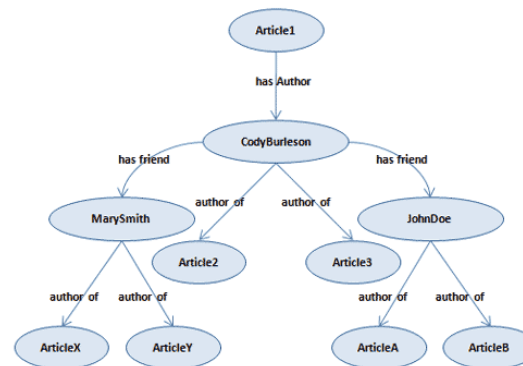 Article1
has Author
CodyBurleson
has friend
has friend
author of
author of
MarySmith
JohnDoe
Article2
Article3
author of
author of
author of
author of
ArticleX
ArticleY
ArticleA
ArticleB